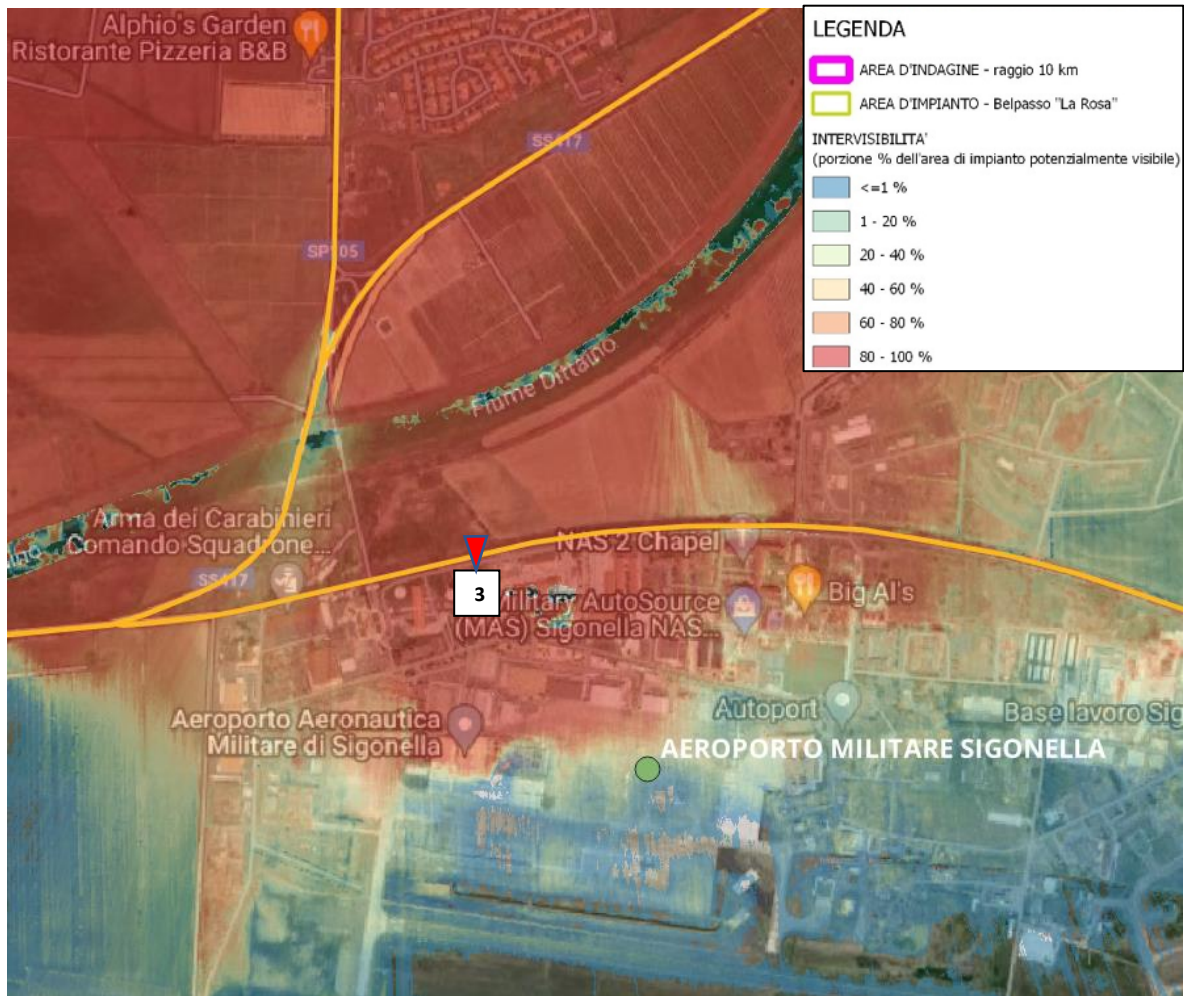 Alphio's Garden
Ristorante Pizzeria B&B
SS417
SP105
Fiume Dittaino
Arma dei Carabinieri
Comando Squadrone...
SS417
NAS 2 Chapel
3
Military AutoSource
(MAS) Sigonella NAS...
Big Al's
Aeroporto Aeronautica
Militare di Sigonella
Autoport
Base lavoro Sig
AEROPORTO MILITARE SIGONELLA
LEGENDA
AREA D'INDAGINE - raggio 10 km
AREA D'IMPIANTO - Belpasso "La Rosa"
INTERVISIBILITA'
(porzione % dell'area di impianto potenzialmente visibile)
<=1 %
1 - 20 %
20 - 40 %
40 - 60 %
60 - 80 %
80 - 100 %